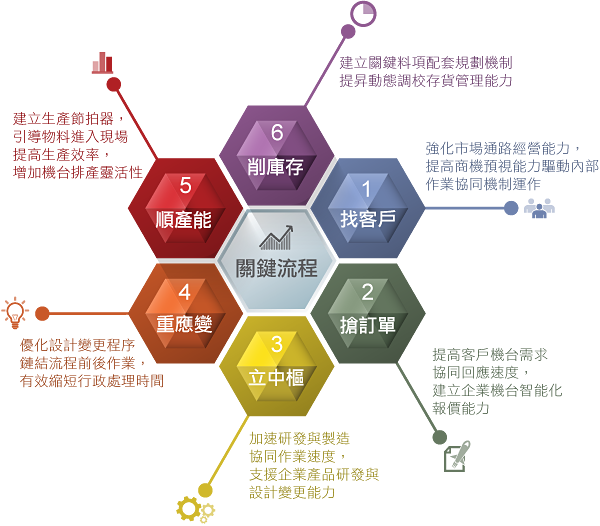 關鍵流程
1
找客戶
強化市場通路經營能力，
提高商機預視能力驅動內部
作業協同機制運作
2
搶訂單
提高客戶機台需求
協同回應速度，
建立企業機台智能化
報價能力
3
立中樞
加速研發與製造
協同作業速度，
支援企業產品研發與
設計變更能力
4
重應變
優化設計變更程序
鏈結流程前後作業，
有效縮短行政處理時間
5
順產能
建立生產節拍器，
引導物料進入現場
提高生產效率，
增加機台排產靈活性
6
削庫存
建立關鍵料項配套規劃機制
提昇動態調校存貨管理能力